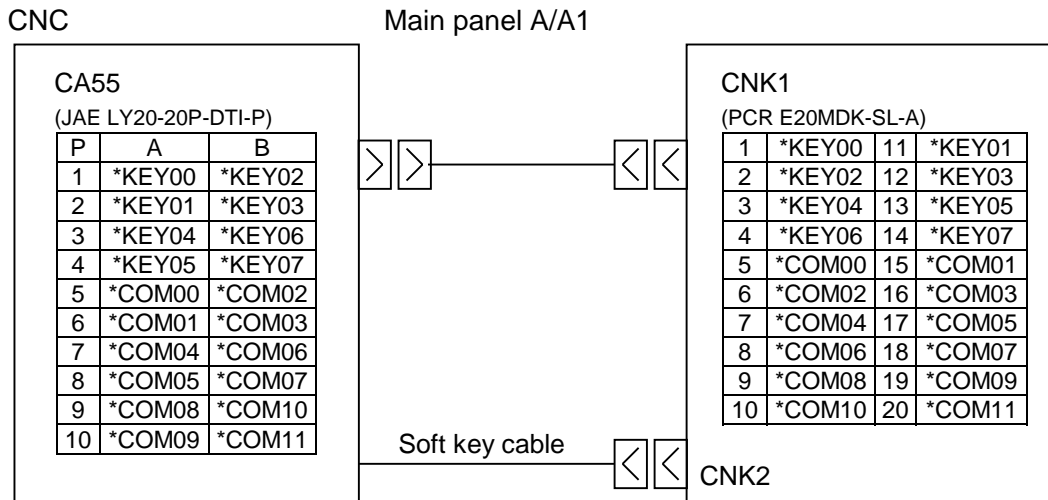 CNC Main panel A/A1
CA55 CNK1
(JAE LY20-20P-DTI-P) (PCR E20MDK-SL-A)
P A B
1 *KEY00 *KEY02
2 *KEY01 *KEY03
3 *KEY04 *KEY06
4 *KEY05 *KEY07
5 *COM00 *COM02
6 *COM01 *COM03
7 *COM04 *COM06
8 *COM05 *COM07
9 *COM08 *COM10
10 *COM09 *COM11
1 *KEY00 11 *KEY01
2 *KEY02 12 *KEY03
3 *KEY04 13 *KEY05
4 *KEY06 14 *KEY07
5 *COM00 15 *COM01
6 *COM02 16 *COM03
7 *COM04 17 *COM05
8 *COM06 18 *COM07
9 *COM08 19 *COM09
10 *COM10 20 *COM11
Soft key cable
CNK2